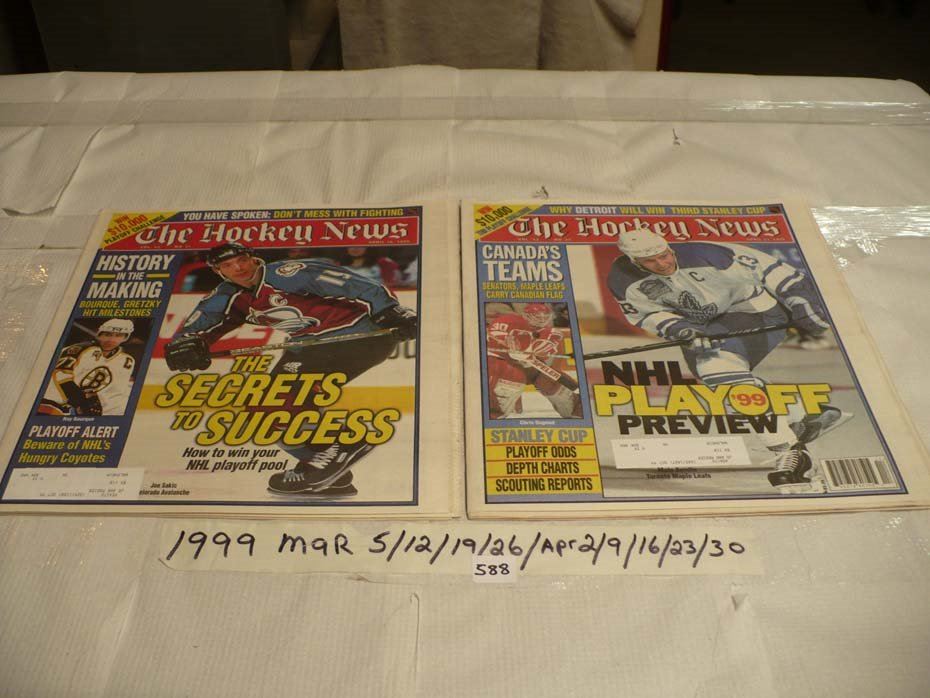 YOU HAVE SPOKEN: DON'T MESS WITH FIGHTING
WIN $10,000
PLAYOFF CHALLENGE
The Hockey News
HISTORY
IN THE
MAKING
BOURQUE, GRETZKY
HIT MILESTONES
Ray Bourque
PLAYOFF ALERT
Beware of NHL's
Hungry Coyotes
THE
SECRETS
TO SUCCESS
How to win your
NHL playoff pool
Joe Sakic
Colorado Avalanche
WHY DETROIT WILL WIN THIRD STANLEY CUP
WIN $10,000
The Hockey News
CANADA'S
TEAMS
SENATORS, MAPLE LEAFS
CARRY CANADIAN FLAG
Chris Osgood
STANLEY CUP
PLAYOFF ODDS
DEPTH CHARTS
SCOUTING REPORTS
NHL
PLAYOFF
'99
PREVIEW
Mats Sundin
Toronto Maple Leafs
1999 MAR 5/12/19/26/Apr 2/9/16/23/30
588